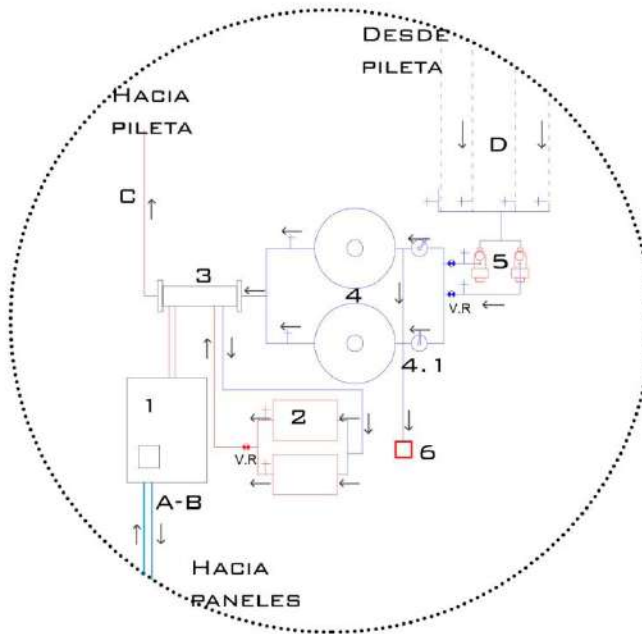 DESDE
PILETA
HACIA
PILETA
D
C
3
4
5
V.R
4.1
1
2
V.R
6
A-B
HACIA
PANELES